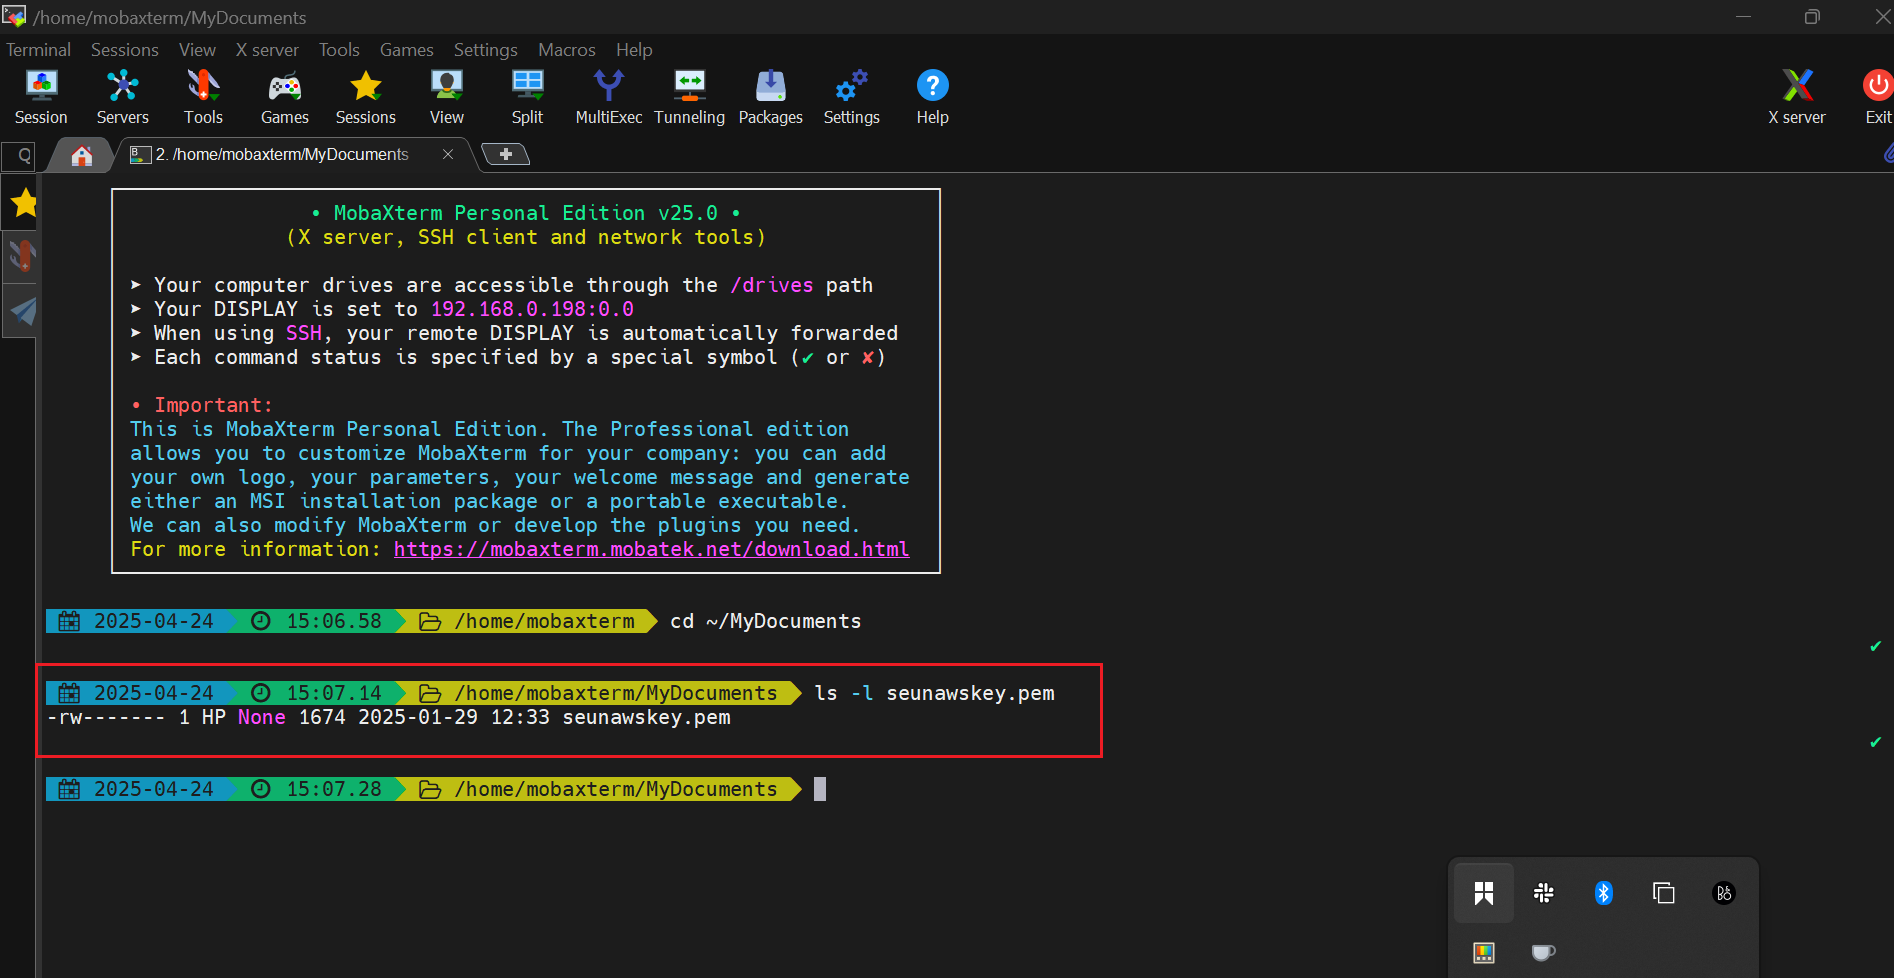 /home/mobaxterm/MyDocuments
Terminal Sessions View X server Tools Games Settings Macros Help
Session Servers Tools Games Sessions View Split MultiExec Tunneling Packages Settings Help X server Exit
2. /home/mobaxterm/MyDocuments
• MobaXterm Personal Edition v25.0 •
(X server, SSH client and network tools)
➤ Your computer drives are accessible through the /drives path
➤ Your DISPLAY is set to 192.168.0.198:0.0
➤ When using SSH, your remote DISPLAY is automatically forwarded
➤ Each command status is specified by a special symbol (✔ or ✘)
• Important:
This is MobaXterm Personal Edition. The Professional edition
allows you to customize MobaXterm for your company: you can add
your own logo, your parameters, your welcome message and generate
either an MSI installation package or a portable executable.
We can also modify MobaXterm or develop the plugins you need.
For more information: https://mobaxterm.mobatek.net/download.html
2025-04-24 15:06.58 /home/mobaxterm cd ~/MyDocuments
2025-04-24 15:07.14 /home/mobaxterm/MyDocuments ls -l seunawskey.pem
-rw------- 1 HP None 1674 2025-01-29 12:33 seunawskey.pem
2025-04-24 15:07.28 /home/mobaxterm/MyDocuments